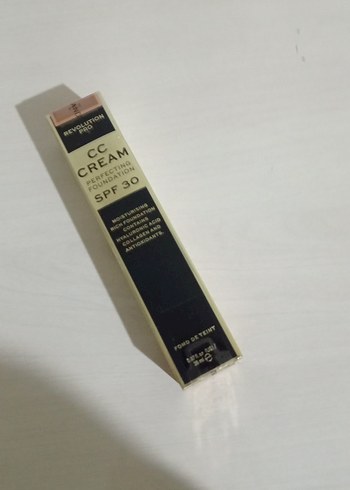 REVOLUTION
PRO
CC
CREAM
PERFECTING
FOUNDATION
SPF 30
MOISTURISING
RICH FOUNDATION
CONTAINS
HYALURONIC ACID
COLLAGEN AND
ANTIOXIDANTS.
FOND DE TEINT